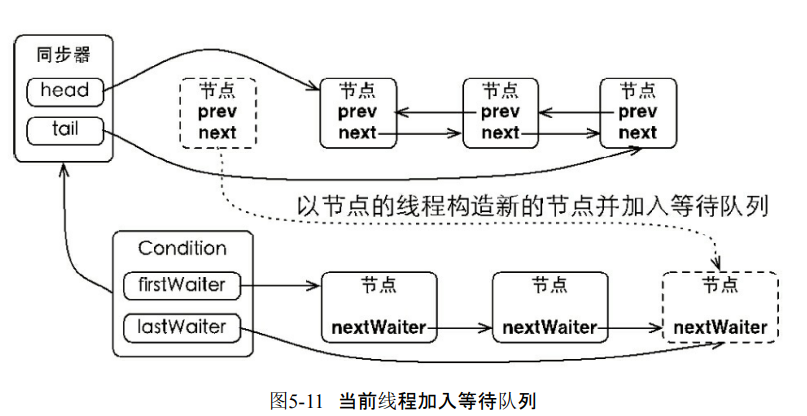 同步器
head
tail
节点
prev
next
节点
prev
next
节点
prev
next
节点
prev
next
以节点的线程构造新的节点并加入等待队列
Condition
firstWaiter
lastWaiter
节点
nextWaiter
节点
nextWaiter
节点
nextWaiter
图5-11 当前线程加入等待队列